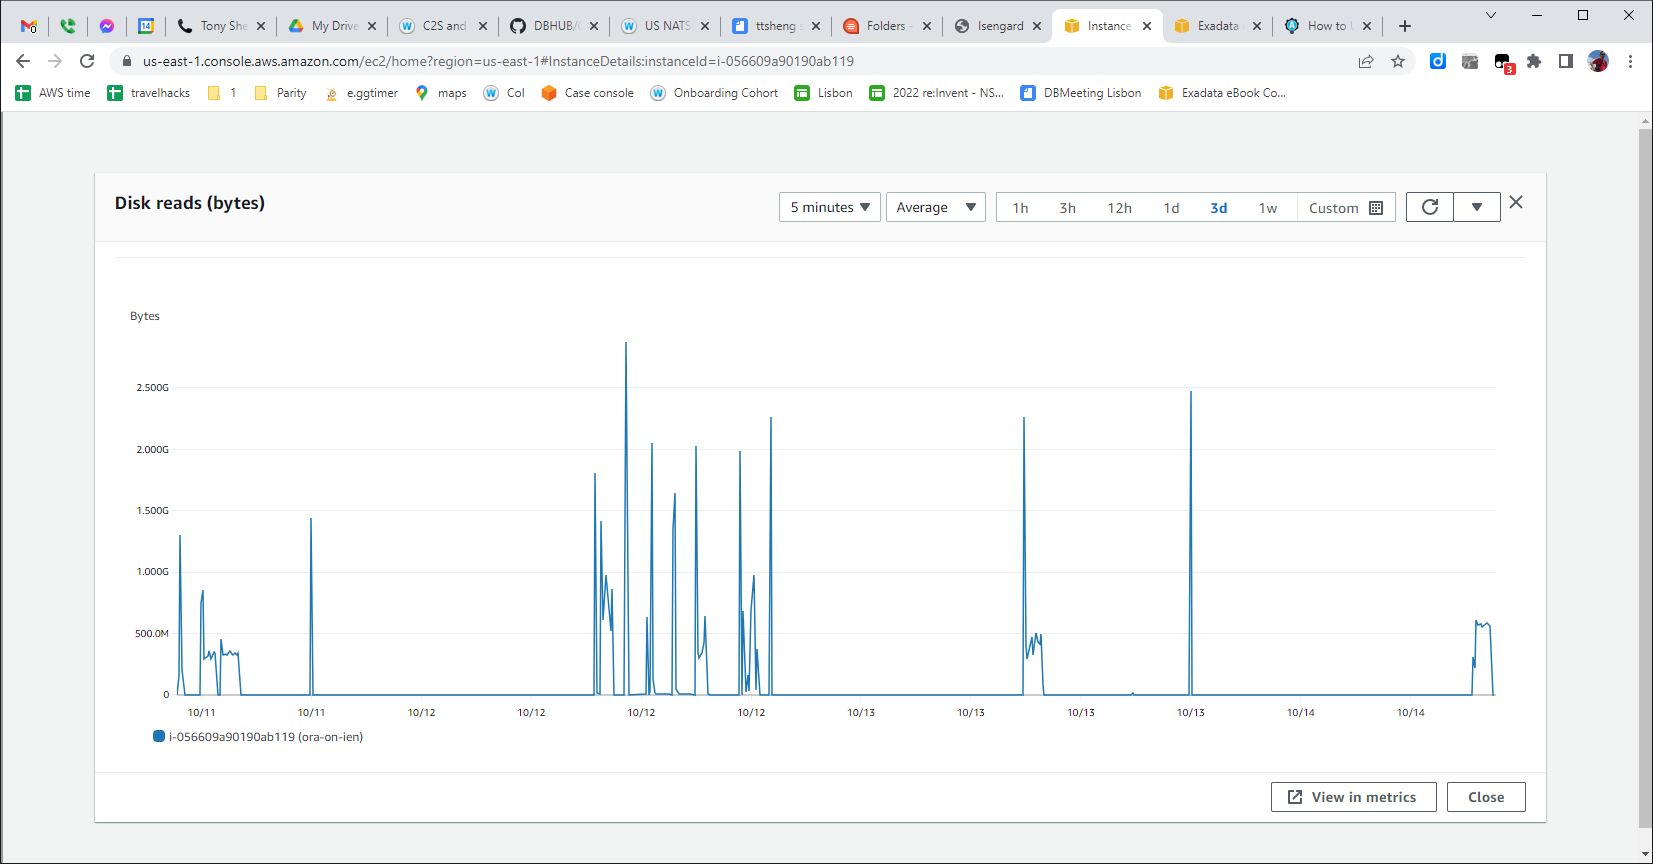 0
14
Tony She
My Drive
C2S and
DBHUB/
US NATS
ttsheng s
Folders -
Isengard
Instance
Exadata
How to
us-east-1.console.aws.amazon.com/ec2/home?region=us-east-1#InstanceDetails:instanceId=i-056609a90190ab119
3
AWS time
travelhacks
1
Parity
e.ggtimer
maps
Col
Case console
Onboarding Cohort
Lisbon
2022 re:Invent - NS...
DBMeeting Lisbon
Exadata eBook Co...
Disk reads (bytes)
5 minutes
Average
1h 3h 12h 1d 3d 1w Custom
Bytes
2.500G
2.000G
1.500G
1.000G
500.0M
0
10/11 10/11 10/12 10/12 10/12 10/12 10/13 10/13 10/13 10/13 10/14 10/14
i-056609a90190ab119 (ora-on-ien)
View in metrics
Close